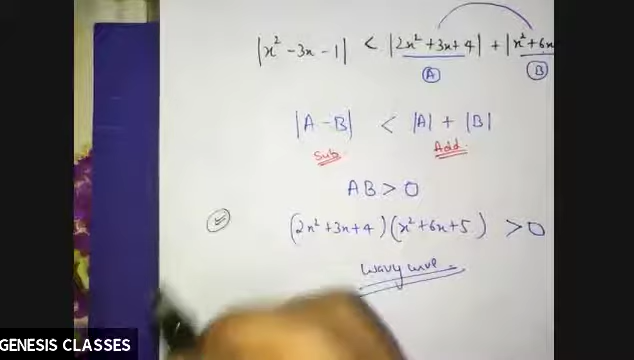 |x² - 3x - 1| < |2x² + 3x + 4| + |x² + 6x
A B
|A - B| < |A| + |B|
Sub Add
AB > 0
(2x² + 3x + 4)(x² + 6x + 5) > 0
Wavy curve
GENESIS CLASSES